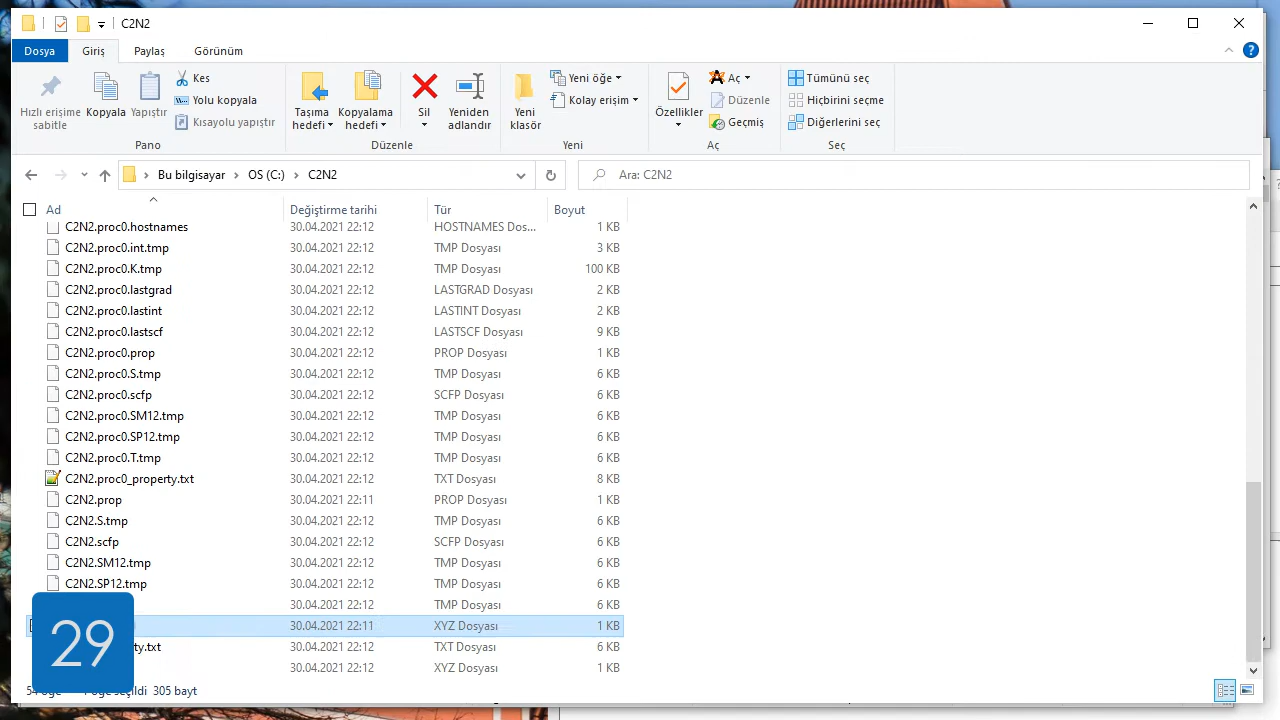 C2N2
Dosya Giriş Paylaş Görünüm
Hızlı erişime sabitle
Kopyala
Yapıştır
Kes
Yolu kopyala
Kısayolu yapıştır
Taşıma hedefi
Kopyalama hedefi
Sil
Yeniden adlandır
Yeni klasör
Yeni öğe
Kolay erişim
Özellikler
Aç
Düzenle
Geçmiş
Tümünü seç
Hiçbirini seçme
Diğerlerini seç
Pano Düzenle Yeni Aç Seç
Bu bilgisayar OS (C:) C2N2
Ara: C2N2
Ad Değiştirme tarihi Tür Boyut
C2N2.proc0.hostnames 30.04.2021 22:12 HOSTNAMES Dos... 1 KB
C2N2.proc0.int.tmp 30.04.2021 22:12 TMP Dosyası 3 KB
C2N2.proc0.K.tmp 30.04.2021 22:12 TMP Dosyası 100 KB
C2N2.proc0.lastgrad 30.04.2021 22:12 LASTGRAD Dosyası 2 KB
C2N2.proc0.lastint 30.04.2021 22:12 LASTINT Dosyası 2 KB
C2N2.proc0.lastscf 30.04.2021 22:12 LASTSCF Dosyası 9 KB
C2N2.proc0.prop 30.04.2021 22:12 PROP Dosyası 1 KB
C2N2.proc0.S.tmp 30.04.2021 22:12 TMP Dosyası 6 KB
C2N2.proc0.scfp 30.04.2021 22:12 SCFP Dosyası 6 KB
C2N2.proc0.SM12.tmp 30.04.2021 22:12 TMP Dosyası 6 KB
C2N2.proc0.SP12.tmp 30.04.2021 22:12 TMP Dosyası 6 KB
C2N2.proc0.T.tmp 30.04.2021 22:12 TMP Dosyası 6 KB
C2N2.proc0_property.txt 30.04.2021 22:12 TXT Dosyası 8 KB
C2N2.prop 30.04.2021 22:11 PROP Dosyası 1 KB
C2N2.S.tmp 30.04.2021 22:12 TMP Dosyası 6 KB
C2N2.scfp 30.04.2021 22:12 SCFP Dosyası 6 KB
C2N2.SM12.tmp 30.04.2021 22:12 TMP Dosyası 6 KB
C2N2.SP12.tmp 30.04.2021 22:12 TMP Dosyası 6 KB
30.04.2021 22:12 TMP Dosyası 6 KB
30.04.2021 22:11 XYZ Dosyası 1 KB
ty.txt 30.04.2021 22:12 TXT Dosyası 6 KB
30.04.2021 22:12 XYZ Dosyası 1 KB
29
305 bayt